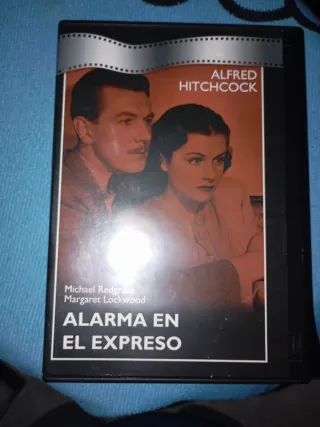 ALFRED
HITCHCOCK
Michael Redgrave
Margaret Lockwood
ALARMA EN
EL EXPRESO